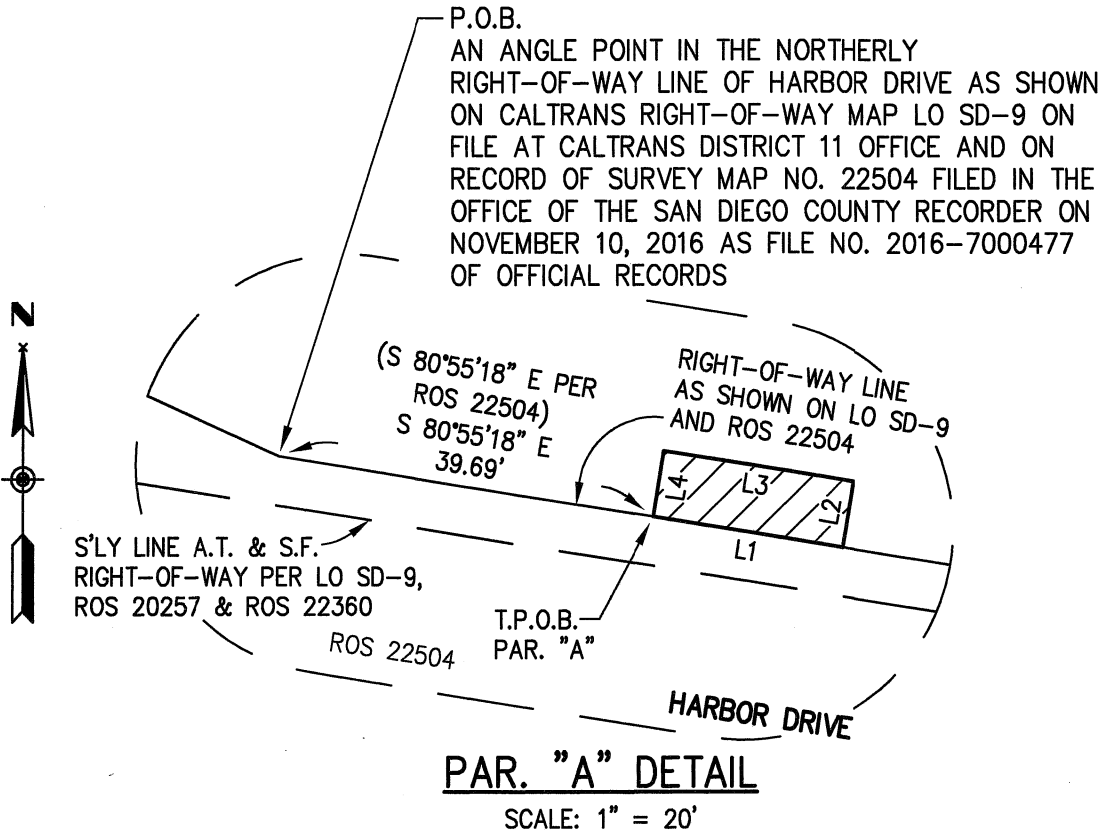 P.O.B.
AN ANGLE POINT IN THE NORTHERLY
RIGHT-OF-WAY LINE OF HARBOR DRIVE AS SHOWN
ON CALTRANS RIGHT-OF-WAY MAP LO SD-9 ON
FILE AT CALTRANS DISTRICT 11 OFFICE AND ON
RECORD OF SURVEY MAP NO. 22504 FILED IN THE
OFFICE OF THE SAN DIEGO COUNTY RECORDER ON
NOVEMBER 10, 2016 AS FILE NO. 2016-7000477
OF OFFICIAL RECORDS
N
(S 80°55'18" E PER
ROS 22504)
S 80°55'18" E
39.69'
RIGHT-OF-WAY LINE
AS SHOWN ON LO SD-9
AND ROS 22504
L4
L3
L2
L1
S'LY LINE A.T. & S.F.
RIGHT-OF-WAY PER LO SD-9,
ROS 20257 & ROS 22360
T.P.O.B.
PAR. "A"
ROS 22504
HARBOR DRIVE
PAR. "A" DETAIL
SCALE: 1" = 20'